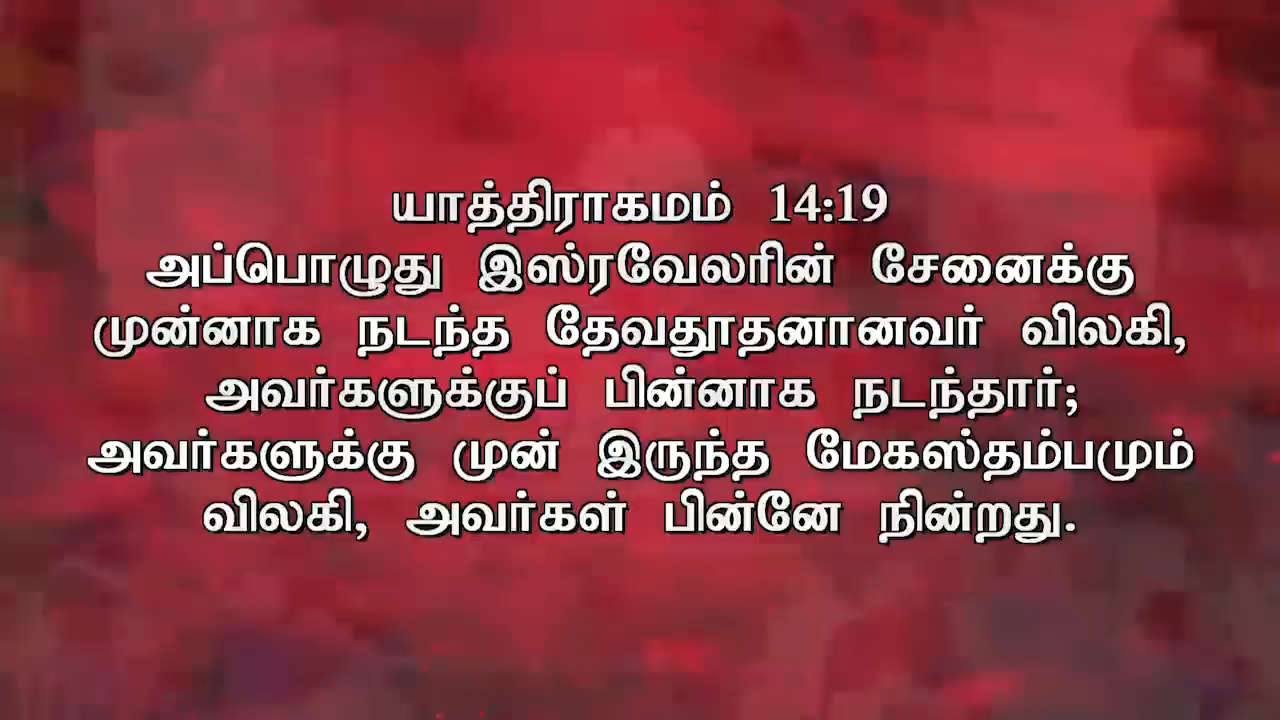 யாத்திராகமம் 14:19
அப்பொழுது இஸ்ரவேலரின் சேனைக்கு
முன்னாக நடந்த தேவதூதனானவர் விலகி,
அவர்களுக்குப் பின்னாக நடந்தார்;
அவர்களுக்கு முன் இருந்த மேகஸ்தம்பமும்
விலகி, அவர்கள் பின்னே நின்றது.